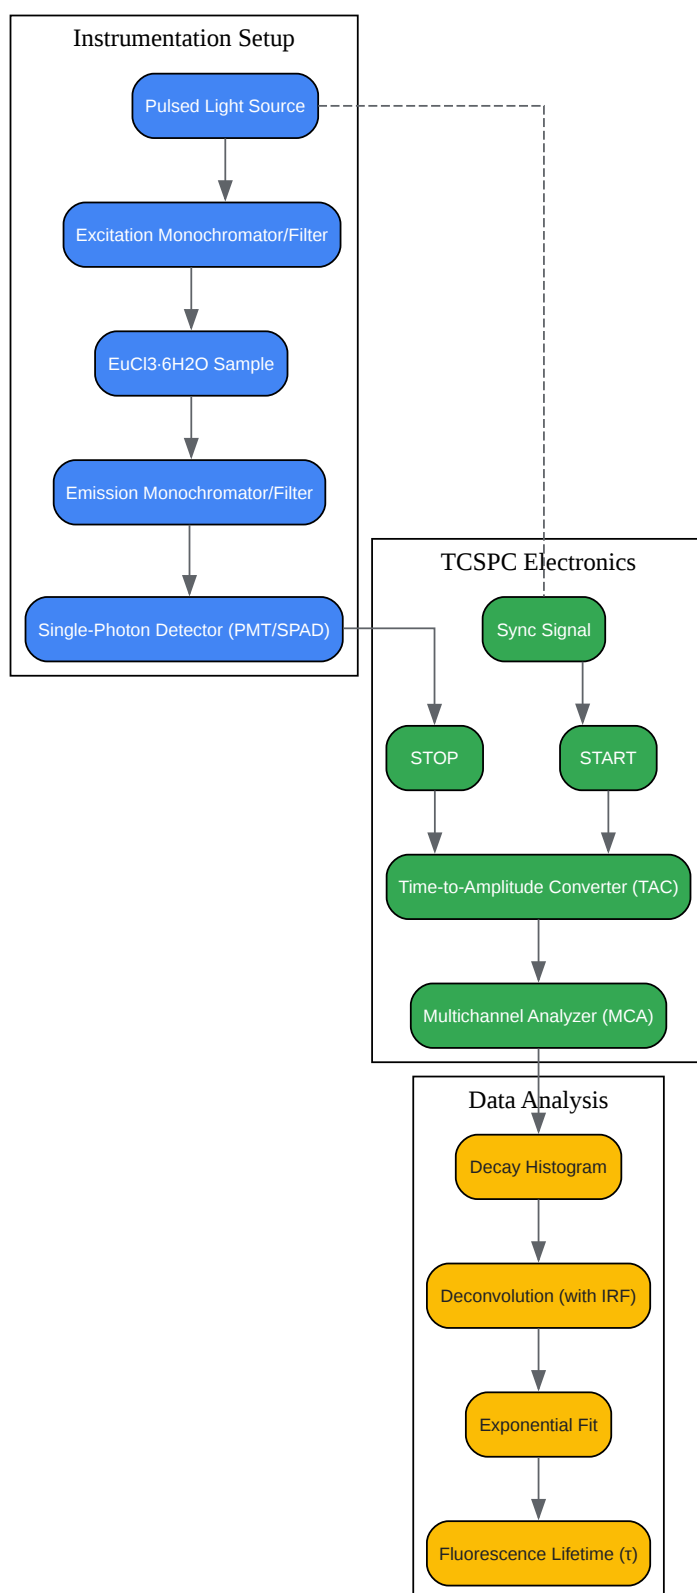 Instrumentation Setup
Pulsed Light Source
Excitation Monochromator/Filter
EuCl3·6H2O Sample
Emission Monochromator/Filter
Single-Photon Detector (PMT/SPAD)
TCSPC Electronics
Sync Signal
STOP
START
Time-to-Amplitude Converter (TAC)
Multichannel Analyzer (MCA)
Data Analysis
Decay Histogram
Deconvolution (with IRF)
Exponential Fit
Fluorescence Lifetime (τ)